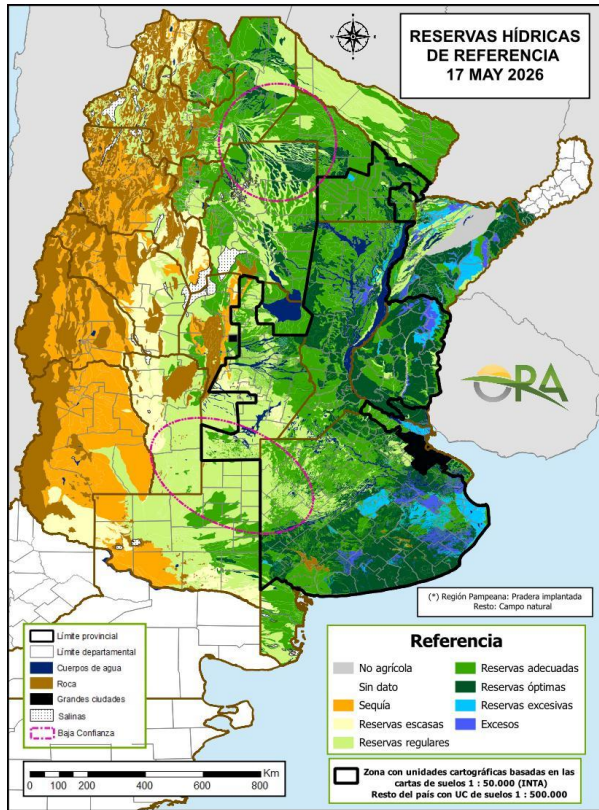 RESERVAS HÍDRICAS
DE REFERENCIA
17 MAY 2026
ORA
(*) Región Pampeana: Pradera implantada
Resto: Campo natural
Límite provincial
Límite departamental
Cuerpos de agua
Roca
Grandes ciudades
Salinas
Baja Confianza
Referencia
No agrícola
Sin dato
Sequía
Reservas escasas
Reservas regulares
Reservas adecuadas
Reservas óptimas
Reservas excesivas
Excesos
0 100 200 400 600 800 Km
Zona con unidades cartográficas basadas en las
cartas de suelos 1 : 50.000 (INTA)
Resto del país con UC de suelos 1 : 500.000